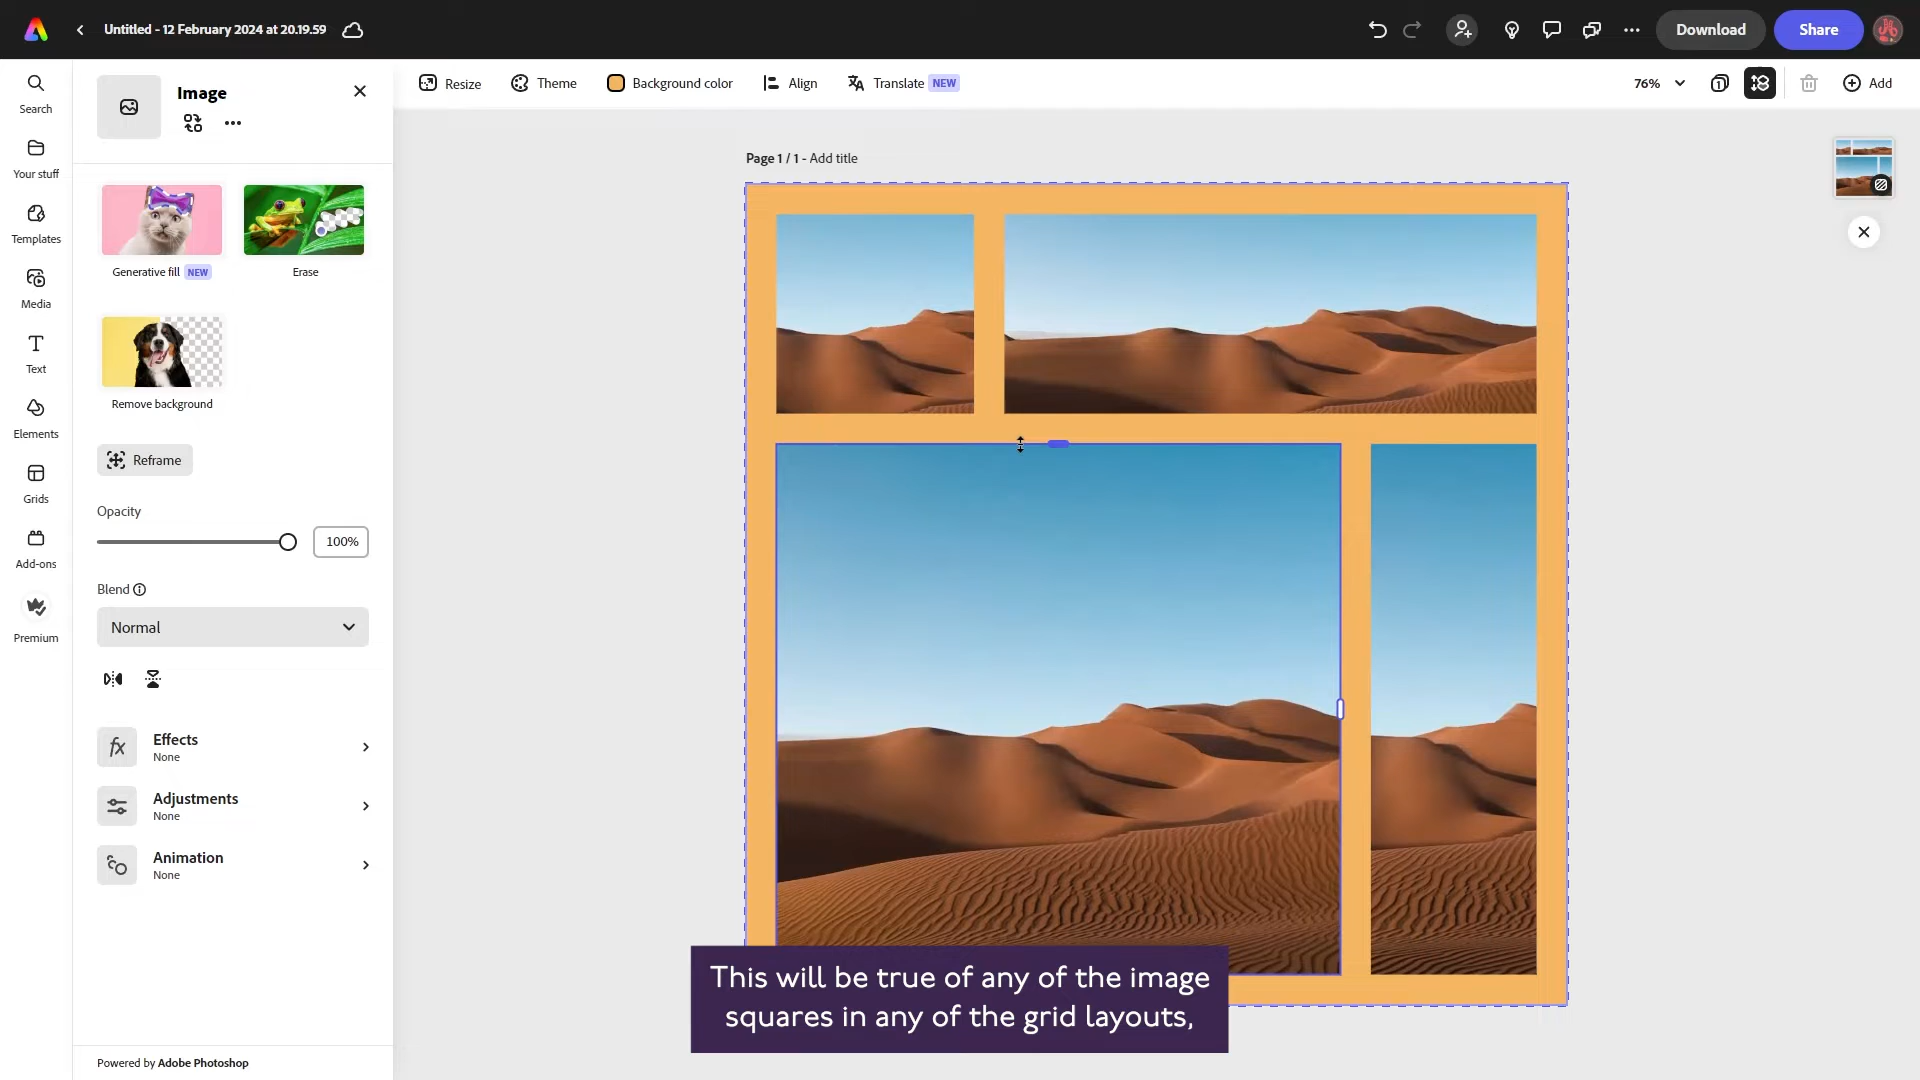 Untitled - 12 February 2024 at 20.19.59
Download
Share
Search
Your stuff
Templates
Media
Text
Elements
Grids
Add-ons
Premium
Image
Generative fill NEW
Erase
Remove background
Reframe
Opacity
100%
Blend
Normal
Effects
None
Adjustments
None
Animation
None
Powered by Adobe Photoshop
Resize
Theme
Background color
Align
Translate NEW
76%
1
Add
Page 1 / 1 - Add title
This will be true of any of the image
squares in any of the grid layouts,